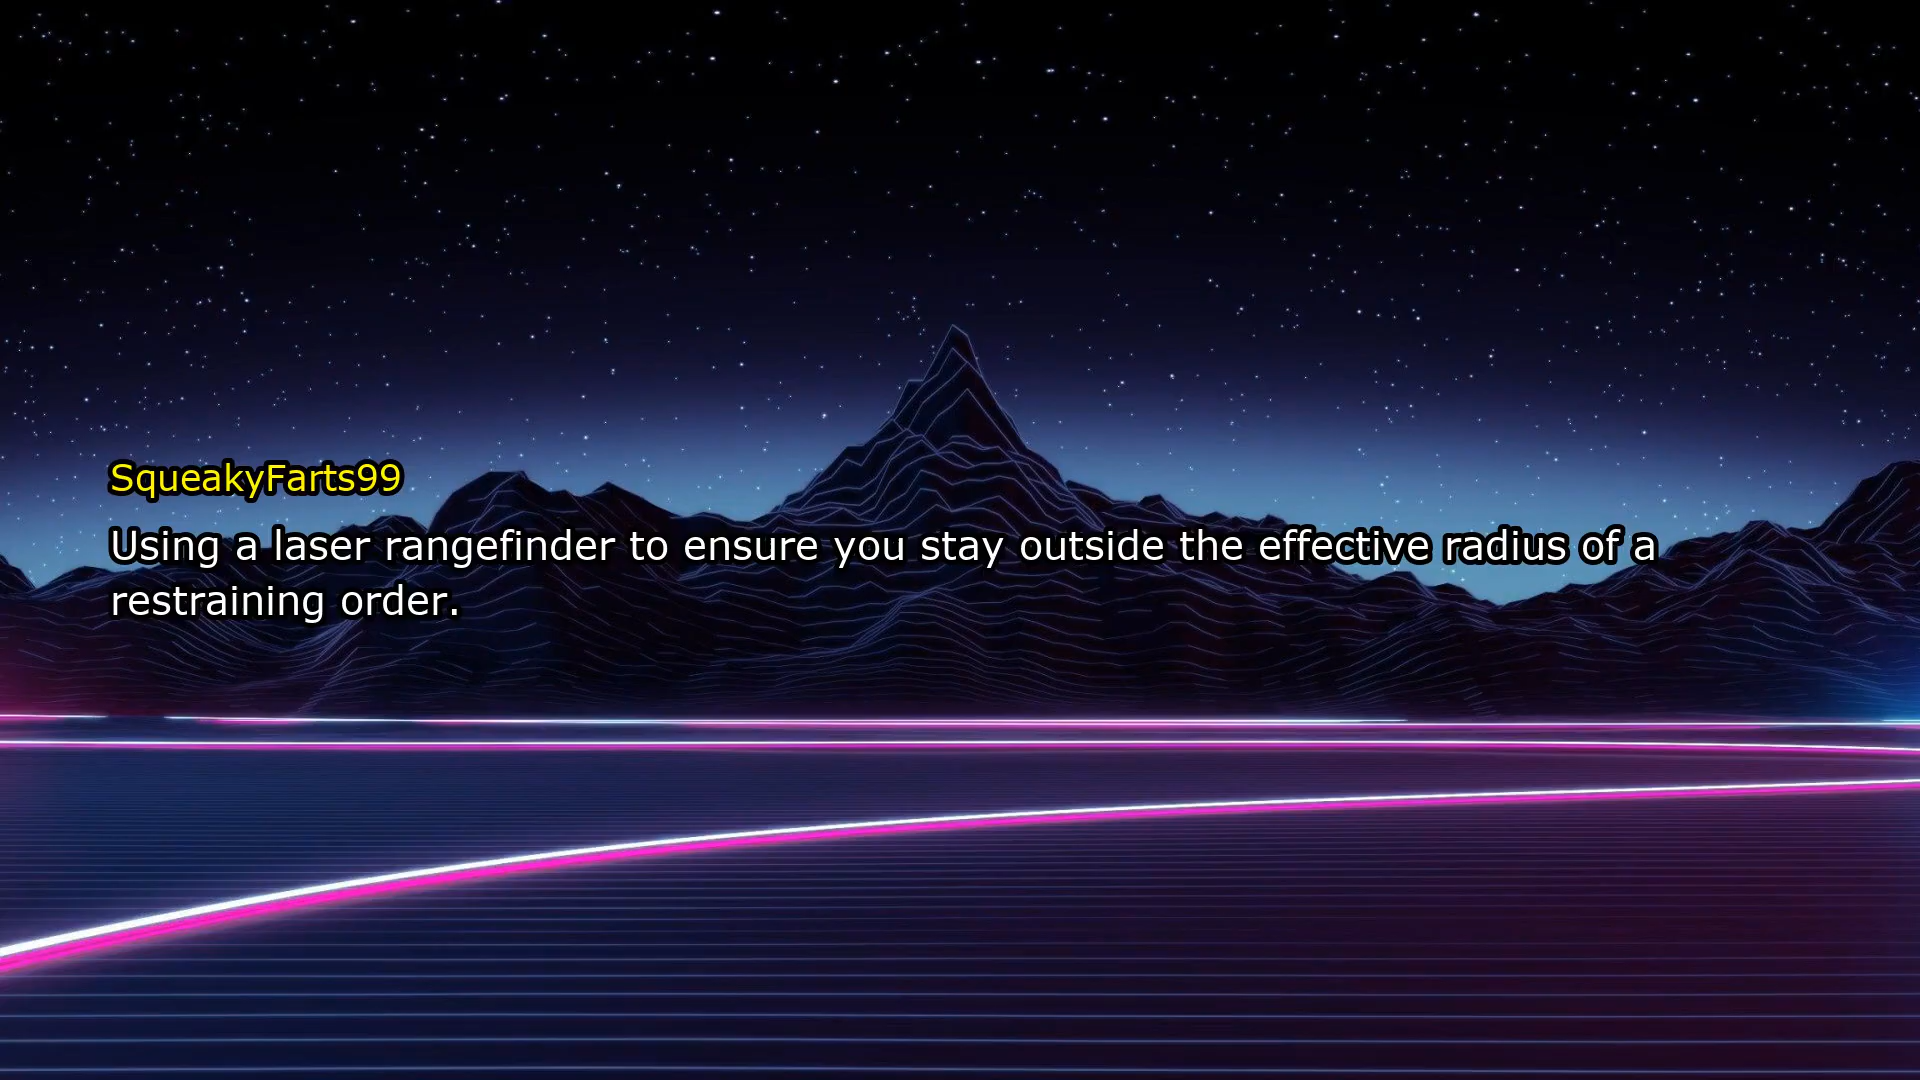 SqueakyFarts99
Using a laser rangefinder to ensure you stay outside the effective radius of a
restraining order.